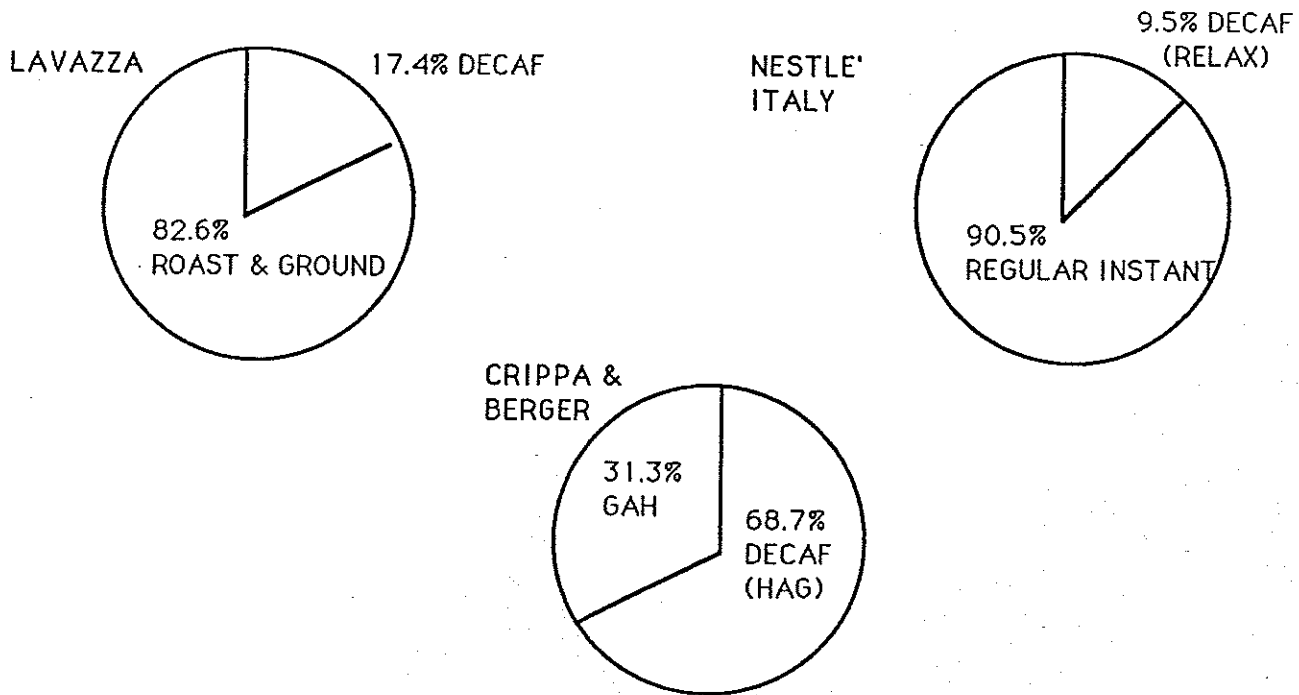 LAVAZZA
17.4% DECAF
82.6%
ROAST & GROUND
9.5% DECAF
(RELAX)
NESTLE'
ITALY
90.5%
REGULAR INSTANT
CRIPPA &
BERGER
31.3%
GAH
68.7%
DECAF
(HAG)